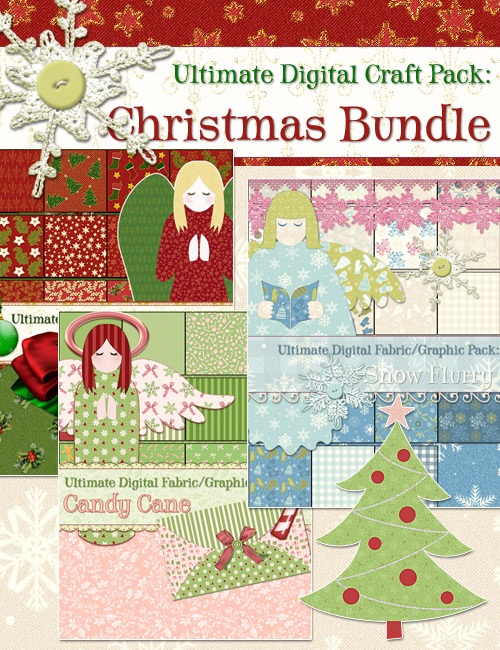 Ultimate Digital Craft Pack:
Christmas Bundle
Ultimate
Ultimate Digital Fabric/Graphic Pack:
Snow Flurry
Ultimate Digital Fabric/Graphic
Candy Cane